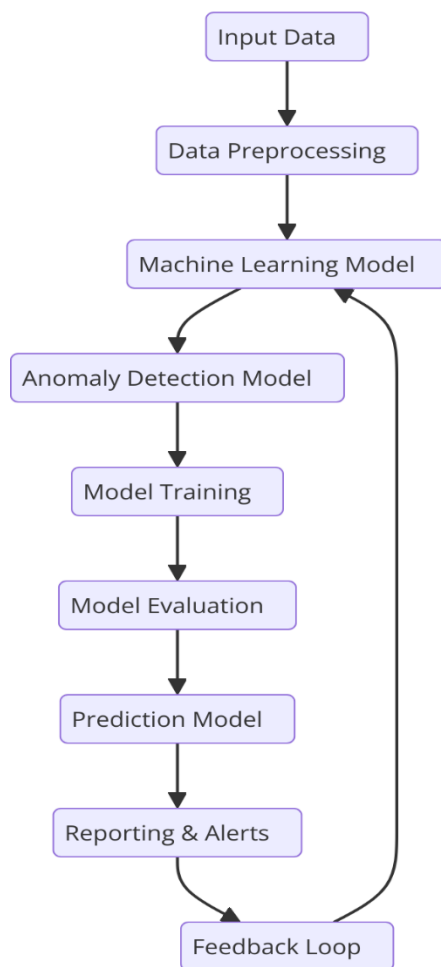 Input Data
Data Preprocessing
Machine Learning Model
Anomaly Detection Model
Model Training
Model Evaluation
Prediction Model
Reporting & Alerts
Feedback Loop